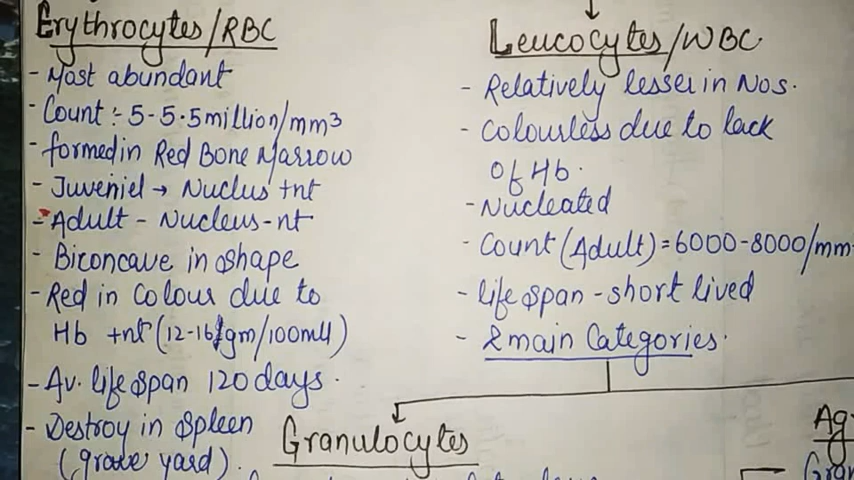 Erythrocytes/RBC
- Most abundant
- Count :- 5-5.5 million/mm3
- formed in Red Bone Marrow
- Juveniel → Nuclus +nt
- Adult - Nucleus -nt
- Biconcave in shape
- Red in Colour due to
Hb +nt (12-16 gm/100ml)
- Av. life span 120 days.
- Destroy in Spleen
(grave yard).
Leucocytes/WBC
- Relatively lesser in Nos.
- Colourless due to lack
of Hb.
- Nucleated
- Count (Adult) = 6000-8000/mm
- life span - short lived
- 2 main Categories.
Granulocytes
Ag
Gran